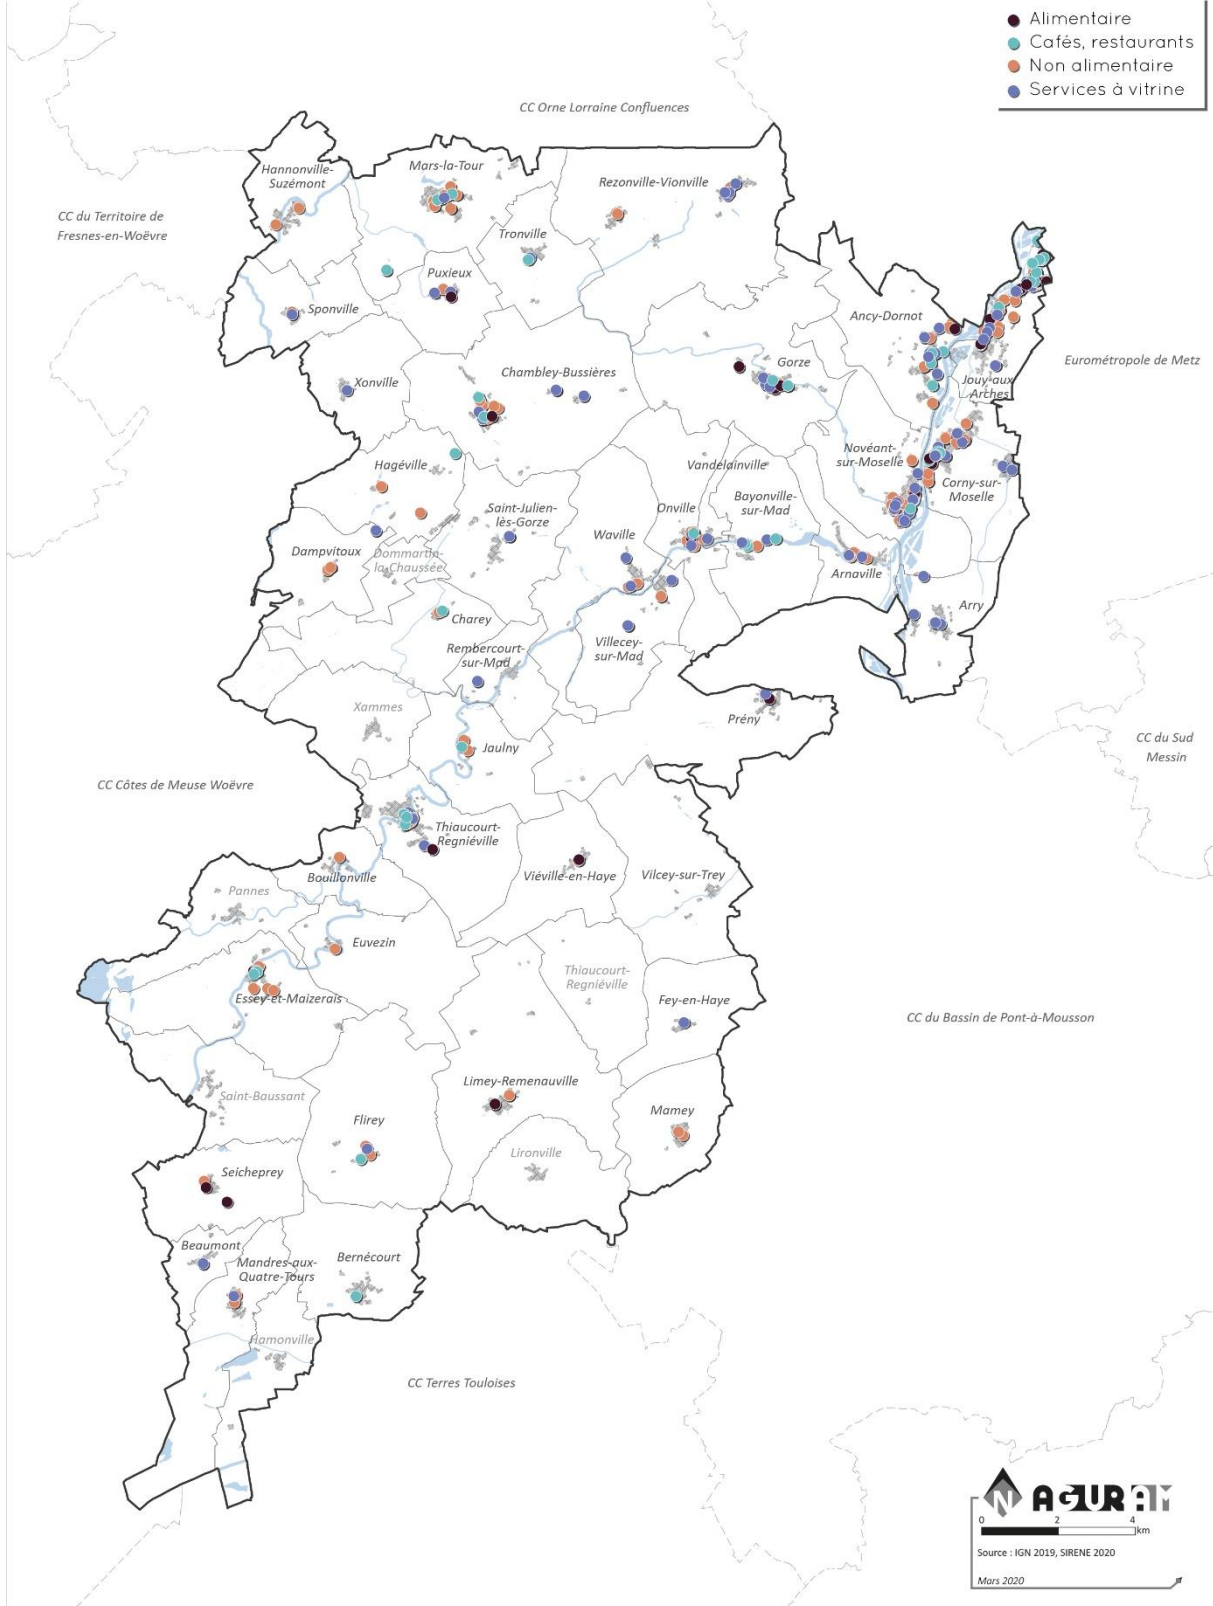 Alimentaire
Cafés, restaurants
Non alimentaire
Services à vitrine
CC Orne Lorraine Confluences
Hannonville-
Suzémont
Mars-la-Tour
Rezonville-Vionville
CC du Territoire de
Fresnes-en-Woëvre
Tronville
Puxieux
Sponville
Ancy-Dornot
Eurométropole de Metz
Gorze
Chambley-Bussières
Xonville
Jouy-aux
Arches
Novéant-
sur-Moselle
Hagéville
Vandelainville
Corny-sur-
Moselle
Bayonville-
sur-Mad
Onville
Saint-Julien-
lès-Gorze
Waville
Dampvitoux
Dommartin-
la-Chaussée
Arnaville
Arry
Charey
Villecey-
sur-Mad
Rembercourt-
sur-Mad
Xammes
Prény
Jaulny
CC du Sud
Messin
CC Côtes de Meuse Woëvre
Thiaucourt-
Regniéville
Bouillonville
Viéville-en-Haye
Vilcey-sur-Trey
Pannes
Euvezin
Thiaucourt-
Regniéville
Essey-et-Maizerais
Fey-en-Haye
CC du Bassin de Pont-à-Mousson
Saint-Baussant
Limey-Remenauville
Mamey
Flirey
Lironville
Seicheprey
Beaumont
Mandres-aux-
Quatre-Tours
Bernécourt
Hamonville
CC Terres Touloises
N AGURAM
0 2 4
km
Source : IGN 2019, SIRENE 2020
Mars 2020